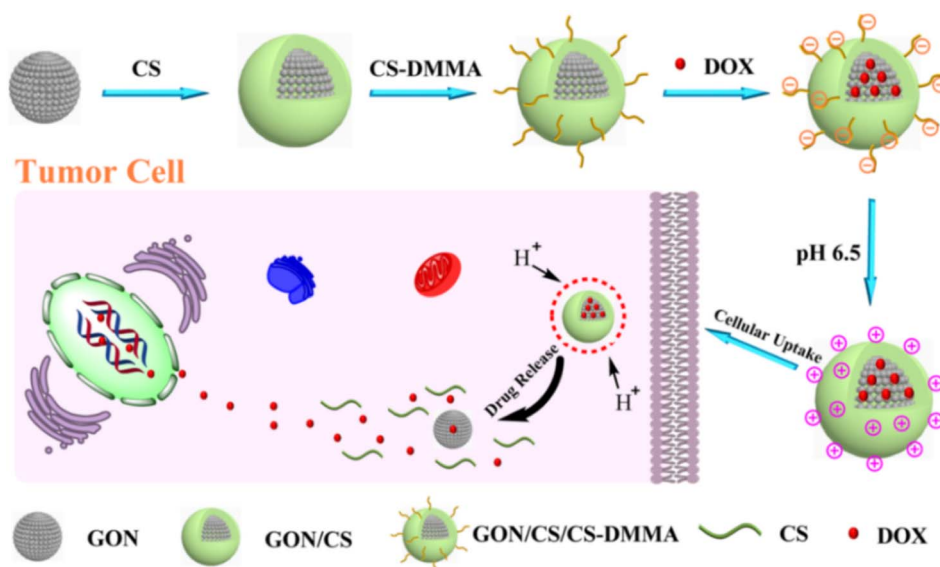 CS
CS-DMMA
DOX
Tumor Cell
pH 6.5
H+
Cellular Uptake
Drug Release
H+
GON
GON/CS
GON/CS/CS-DMMA
CS
DOX